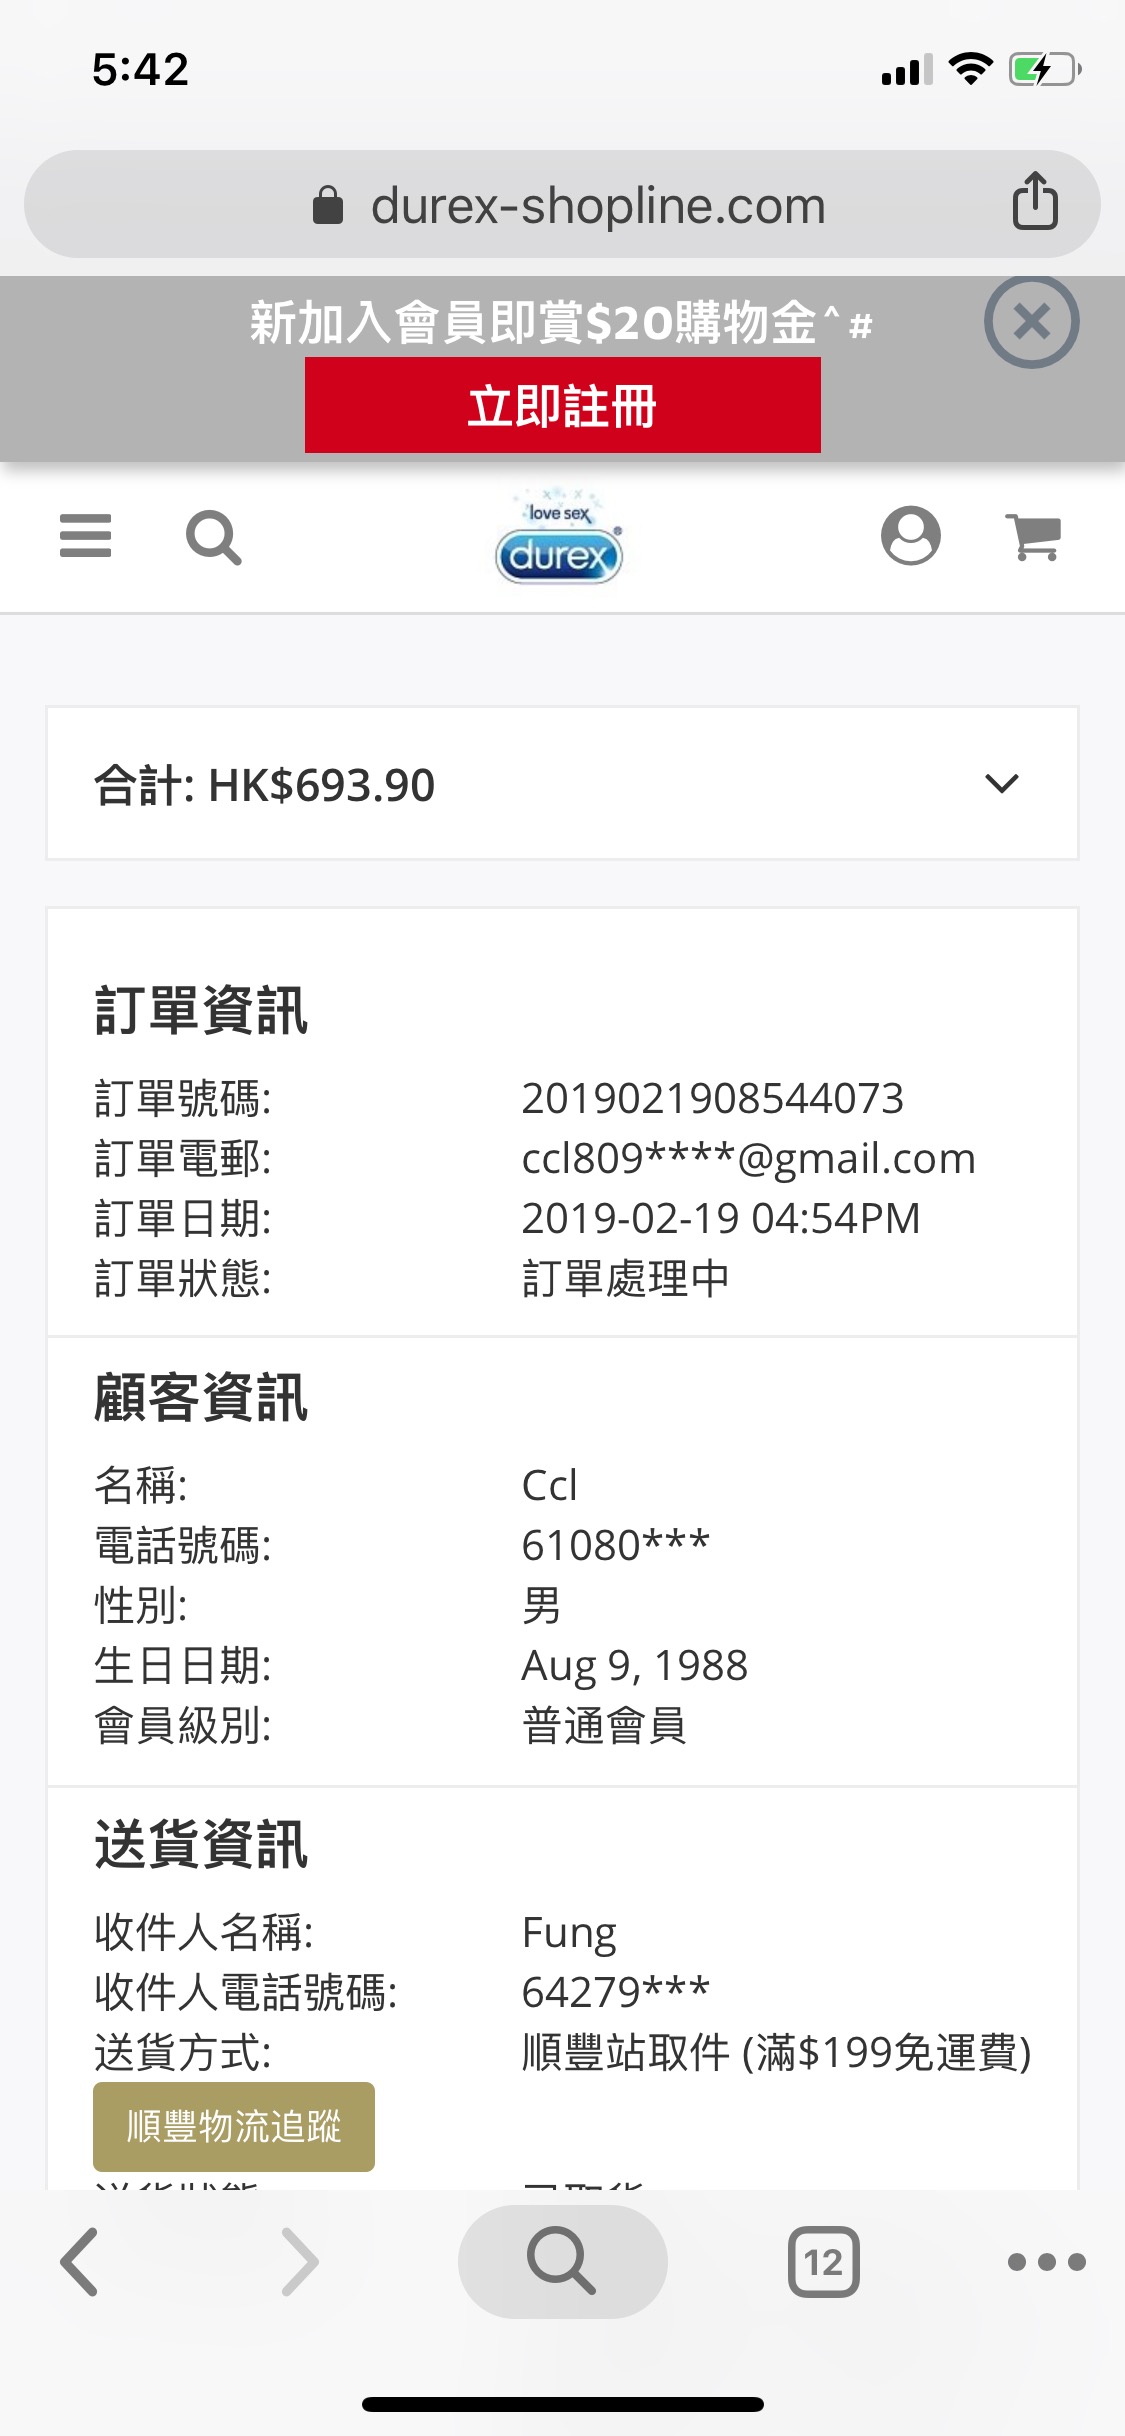 5:42
durex-shopline.com
新加入會員即賞$20購物金^#
立即註冊
love sex
durex
合計: HK$693.90
訂單資訊
訂單號碼: 2019021908544073
訂單電郵: ccl809****@gmail.com
訂單日期: 2019-02-19 04:54PM
訂單狀態: 訂單處理中
顧客資訊
名稱: Ccl
電話號碼: 61080***
性別: 男
生日日期: Aug 9, 1988
會員級別: 普通會員
送貨資訊
收件人名稱: Fung
收件人電話號碼: 64279***
送貨方式: 順豐站取件 (滿$199免運費)
順豐物流追蹤
12